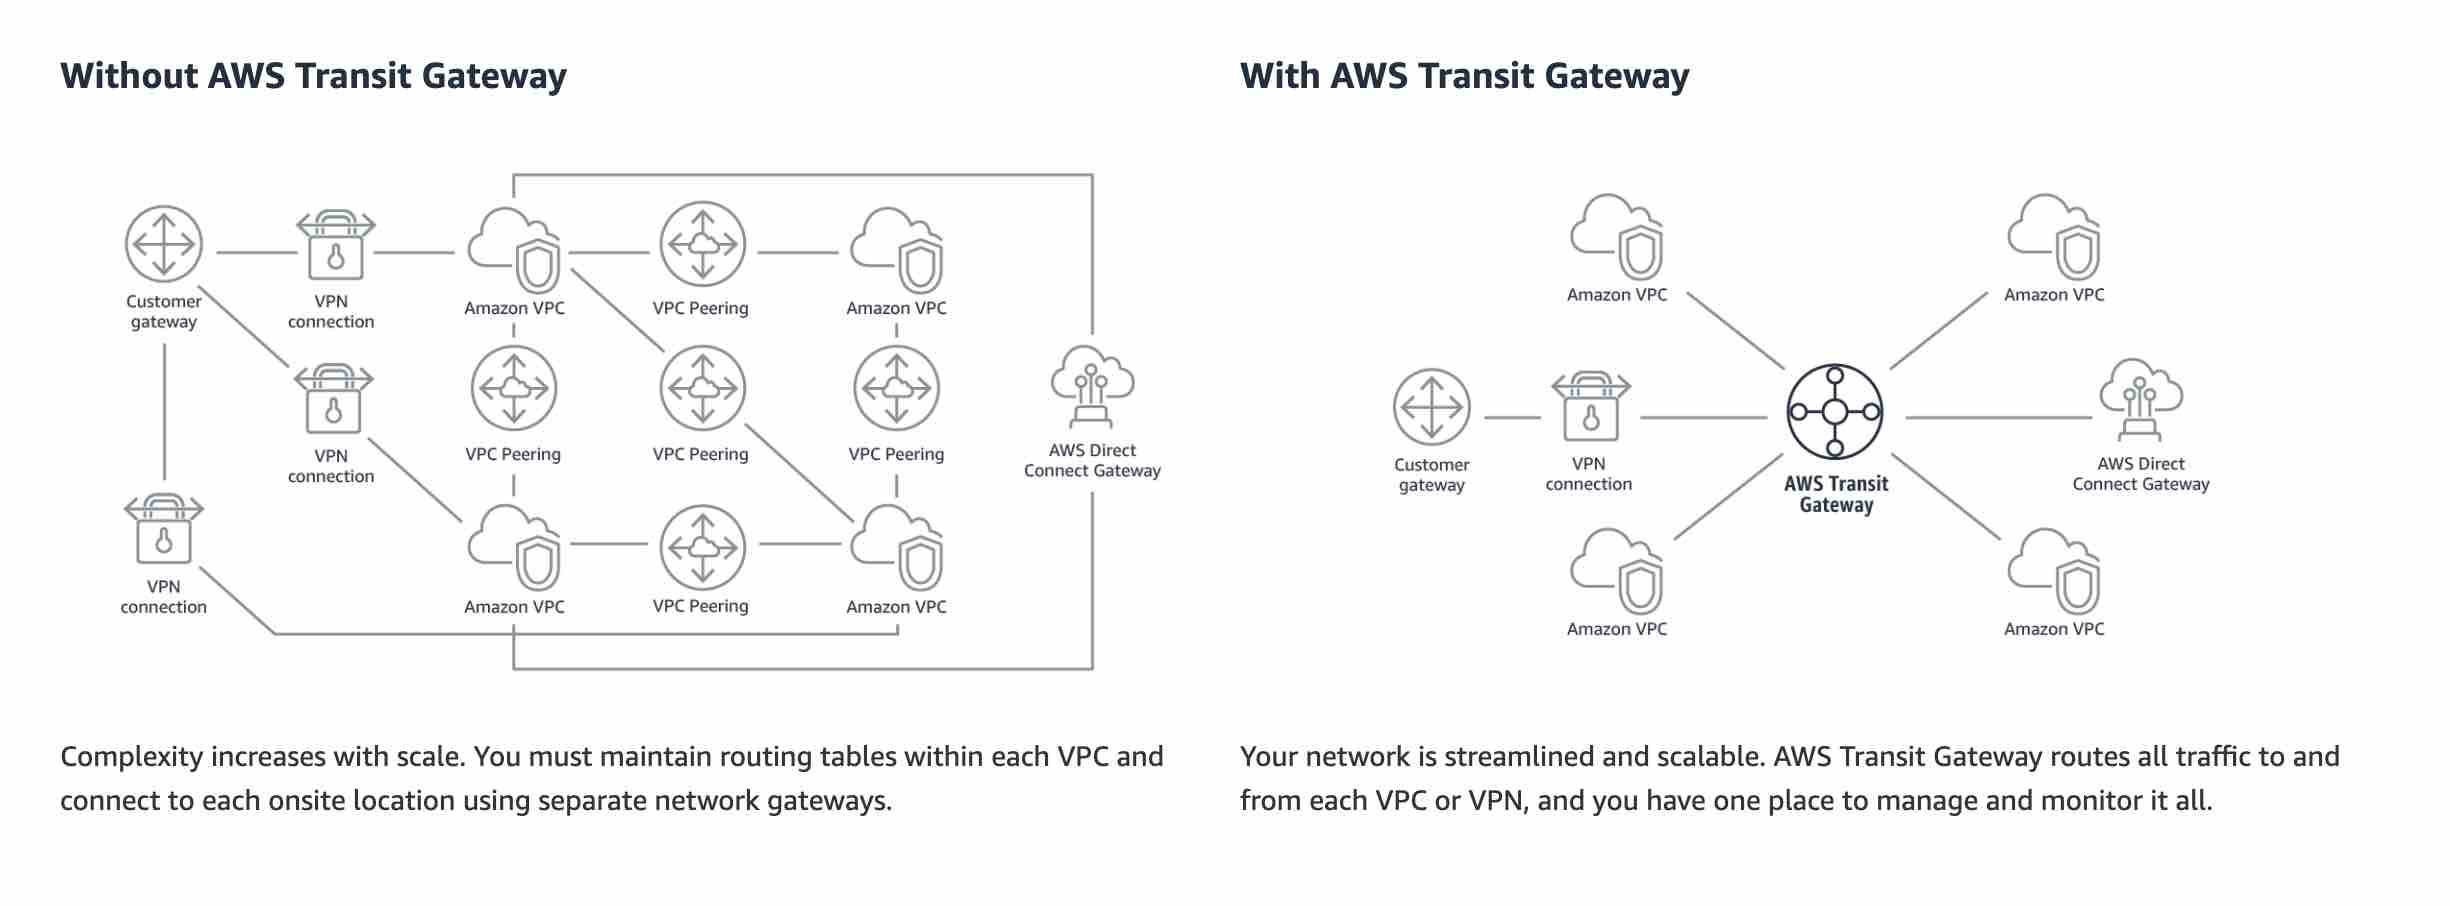 Without AWS Transit Gateway
Customer
gateway
VPN
connection
Amazon VPC
VPC Peering
Amazon VPC
VPN
connection
VPC Peering
VPC Peering
VPC Peering
AWS Direct
Connect Gateway
VPN
connection
Amazon VPC
VPC Peering
Amazon VPC
Complexity increases with scale. You must maintain routing tables within each VPC and
connect to each onsite location using separate network gateways.
With AWS Transit Gateway
Amazon VPC
Amazon VPC
Customer
gateway
VPN
connection
AWS Transit
Gateway
AWS Direct
Connect Gateway
Amazon VPC
Amazon VPC
Your network is streamlined and scalable. AWS Transit Gateway routes all traffic to and
from each VPC or VPN, and you have one place to manage and monitor it all.